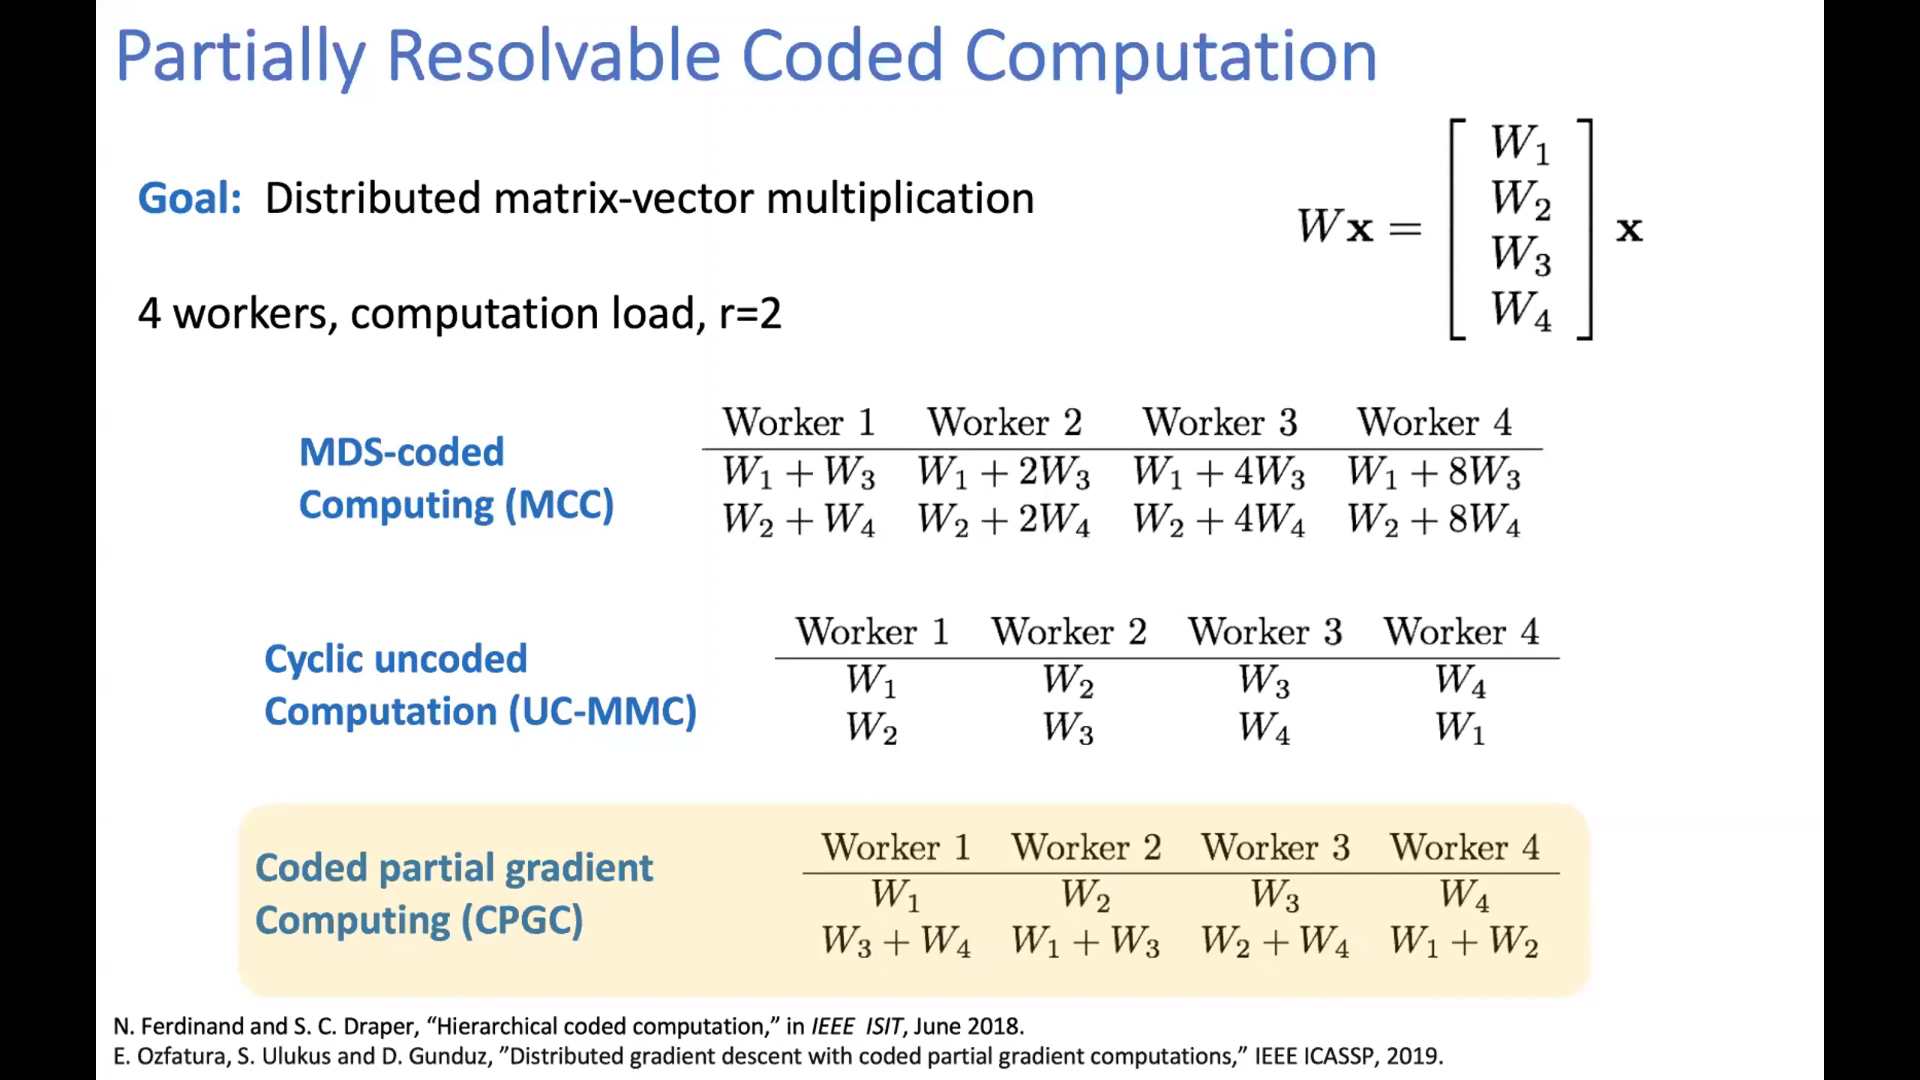 Partially Resolvable Coded Computation
Goal: Distributed matrix-vector multiplication
4 workers, computation load, r=2
Wx = [ W1
W2
W3
W4 ] x
MDS-coded
Computing (MCC)
Worker 1 Worker 2 Worker 3 Worker 4
W1 + W3 W1 + 2W3 W1 + 4W3 W1 + 8W3
W2 + W4 W2 + 2W4 W2 + 4W4 W2 + 8W4
Cyclic uncoded
Computation (UC-MMC)
Worker 1 Worker 2 Worker 3 Worker 4
W1 W2 W3 W4
W2 W3 W4 W1
Coded partial gradient
Computing (CPGC)
Worker 1 Worker 2 Worker 3 Worker 4
W1 W2 W3 W4
W3 + W4 W1 + W3 W2 + W4 W1 + W2
N. Ferdinand and S. C. Draper, “Hierarchical coded computation,” in IEEE ISIT, June 2018.
E. Ozfatura, S. Ulukus and D. Gunduz, ”Distributed gradient descent with coded partial gradient computations,” IEEE ICASSP, 2019.